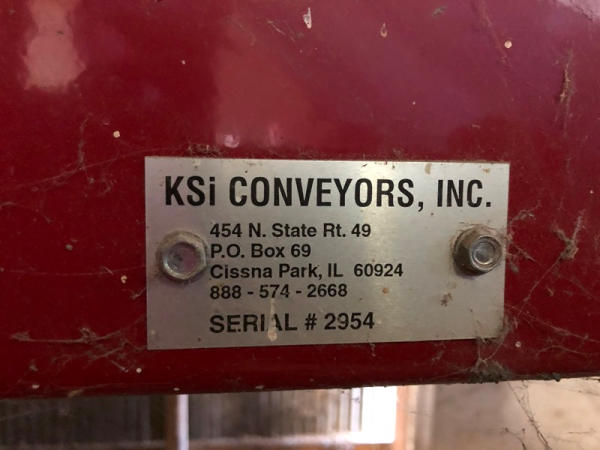 KSi CONVEYORS, INC.
454 N. State Rt. 49
P.O. Box 69
Cissna Park, IL 60924
888 - 574 - 2668
SERIAL # 2954